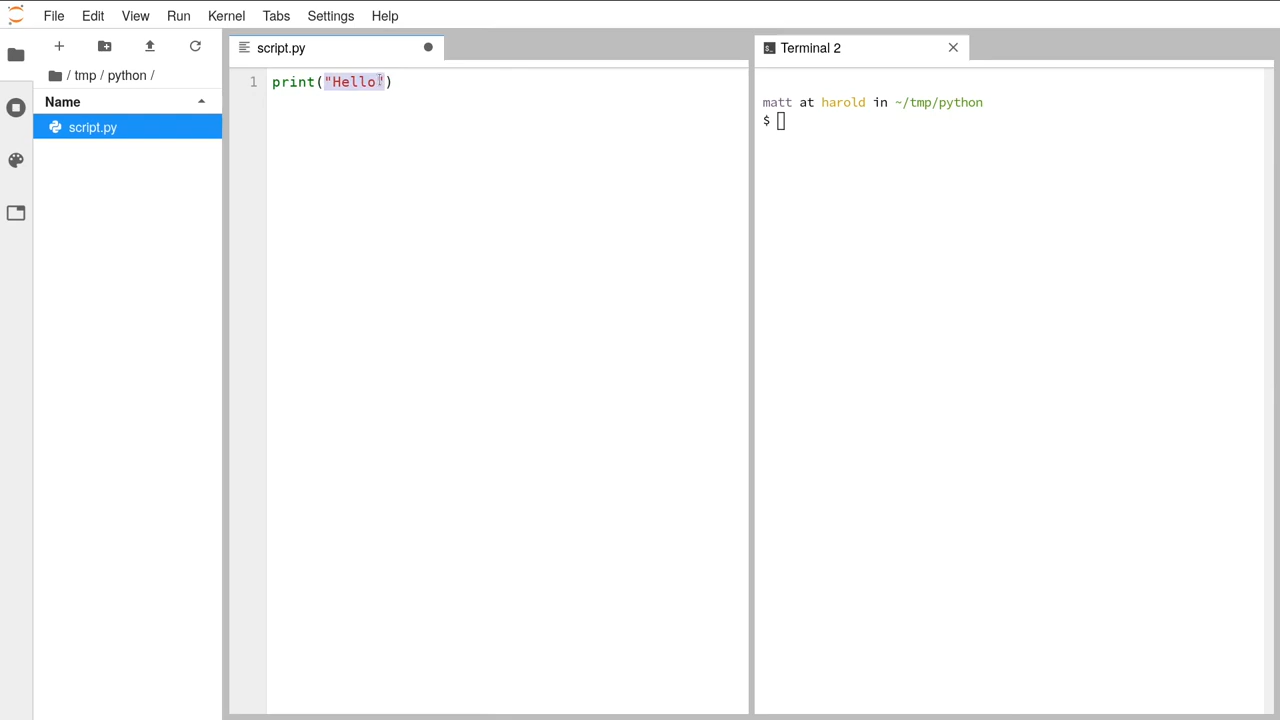 File Edit View Run Kernel Tabs Settings Help
/ tmp / python /
Name
script.py
script.py
1 print("Hello")
Terminal 2
matt at harold in ~/tmp/python
$